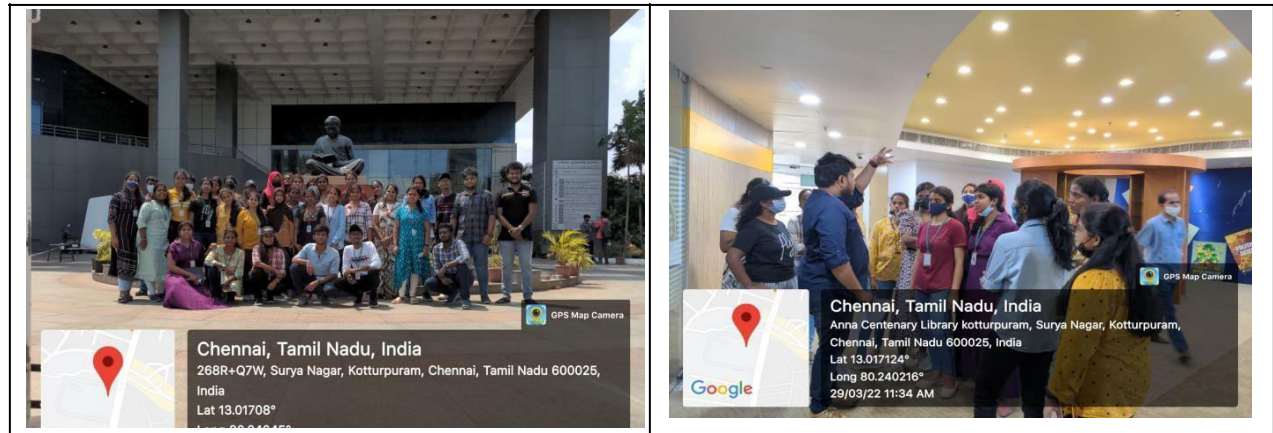 GPS Map Camera
Chennai, Tamil Nadu, India
268R+Q7W, Surya Nagar, Kotturpuram, Chennai, Tamil Nadu 600025,
India
Lat 13.01708°
GPS Map Camera
Chennai, Tamil Nadu, India
Anna Centenary Library kotturpuram, Surya Nagar, Kotturpuram,
Chennai, Tamil Nadu 600025, India
Lat 13.017124°
Long 80.240216°
29/03/22 11:34 AM
Google